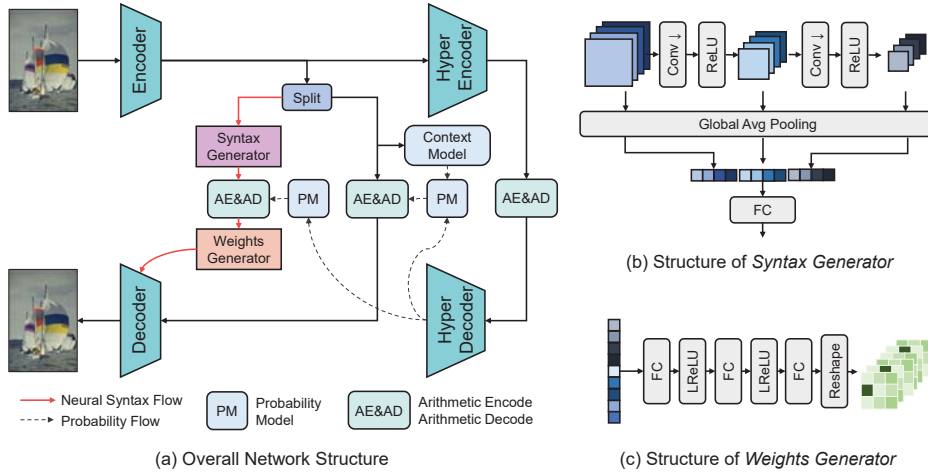 Encoder
Hyper
Encoder
Split
Syntax
Generator
Context
Model
AE&AD
PM
AE&AD
PM
AE&AD
Weights
Generator
Decoder
Hyper
Decoder
Neural Syntax Flow
Probability Flow
PM
Probability
Model
AE&AD
Arithmetic Encode
Arithmetic Decode
(a) Overall Network Structure
Conv↓
ReLU
Conv↓
ReLU
Global Avg Pooling
FC
(b) Structure of Syntax Generator
FC
LReLU
FC
LReLU
FC
Reshape
(c) Structure of Weights Generator